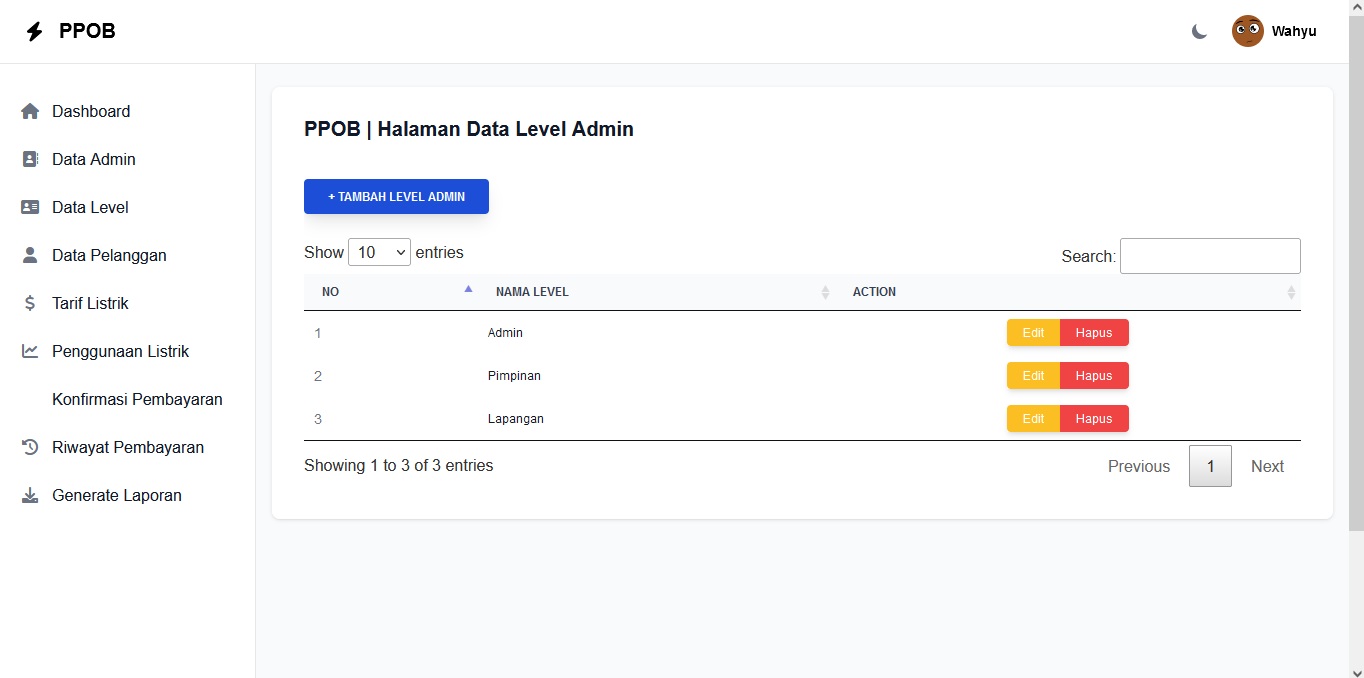 PPOB
Wahyu
Dashboard
Data Admin
Data Level
Data Pelanggan
Tarif Listrik
Penggunaan Listrik
Konfirmasi Pembayaran
Riwayat Pembayaran
Generate Laporan
PPOB | Halaman Data Level Admin
+ TAMBAH LEVEL ADMIN
Show 10 entries
Search:
NO NAMA LEVEL ACTION
1 Admin Edit Hapus
2 Pimpinan Edit Hapus
3 Lapangan Edit Hapus
Showing 1 to 3 of 3 entries
Previous 1 Next